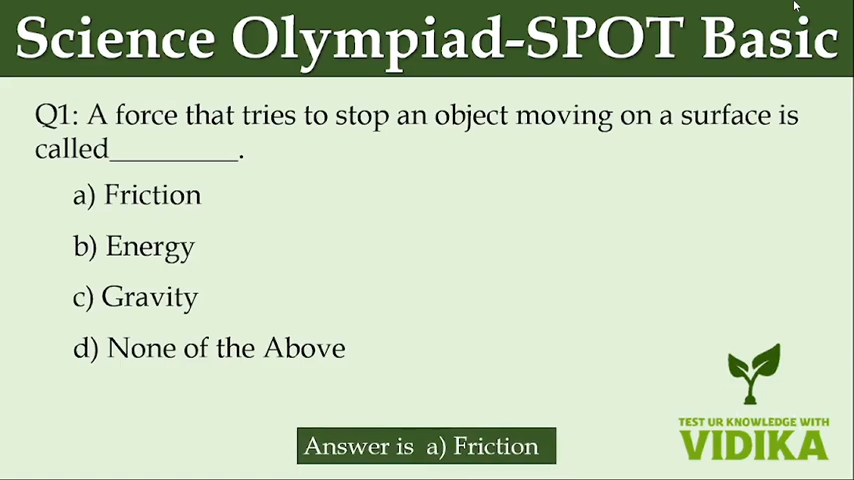 Science Olympiad-SPOT Basic
Q1: A force that tries to stop an object moving on a surface is
called_________.
a) Friction
b) Energy
c) Gravity
d) None of the Above
Answer is a) Friction
TEST UR KNOWLEDGE WITH
VIDIKA